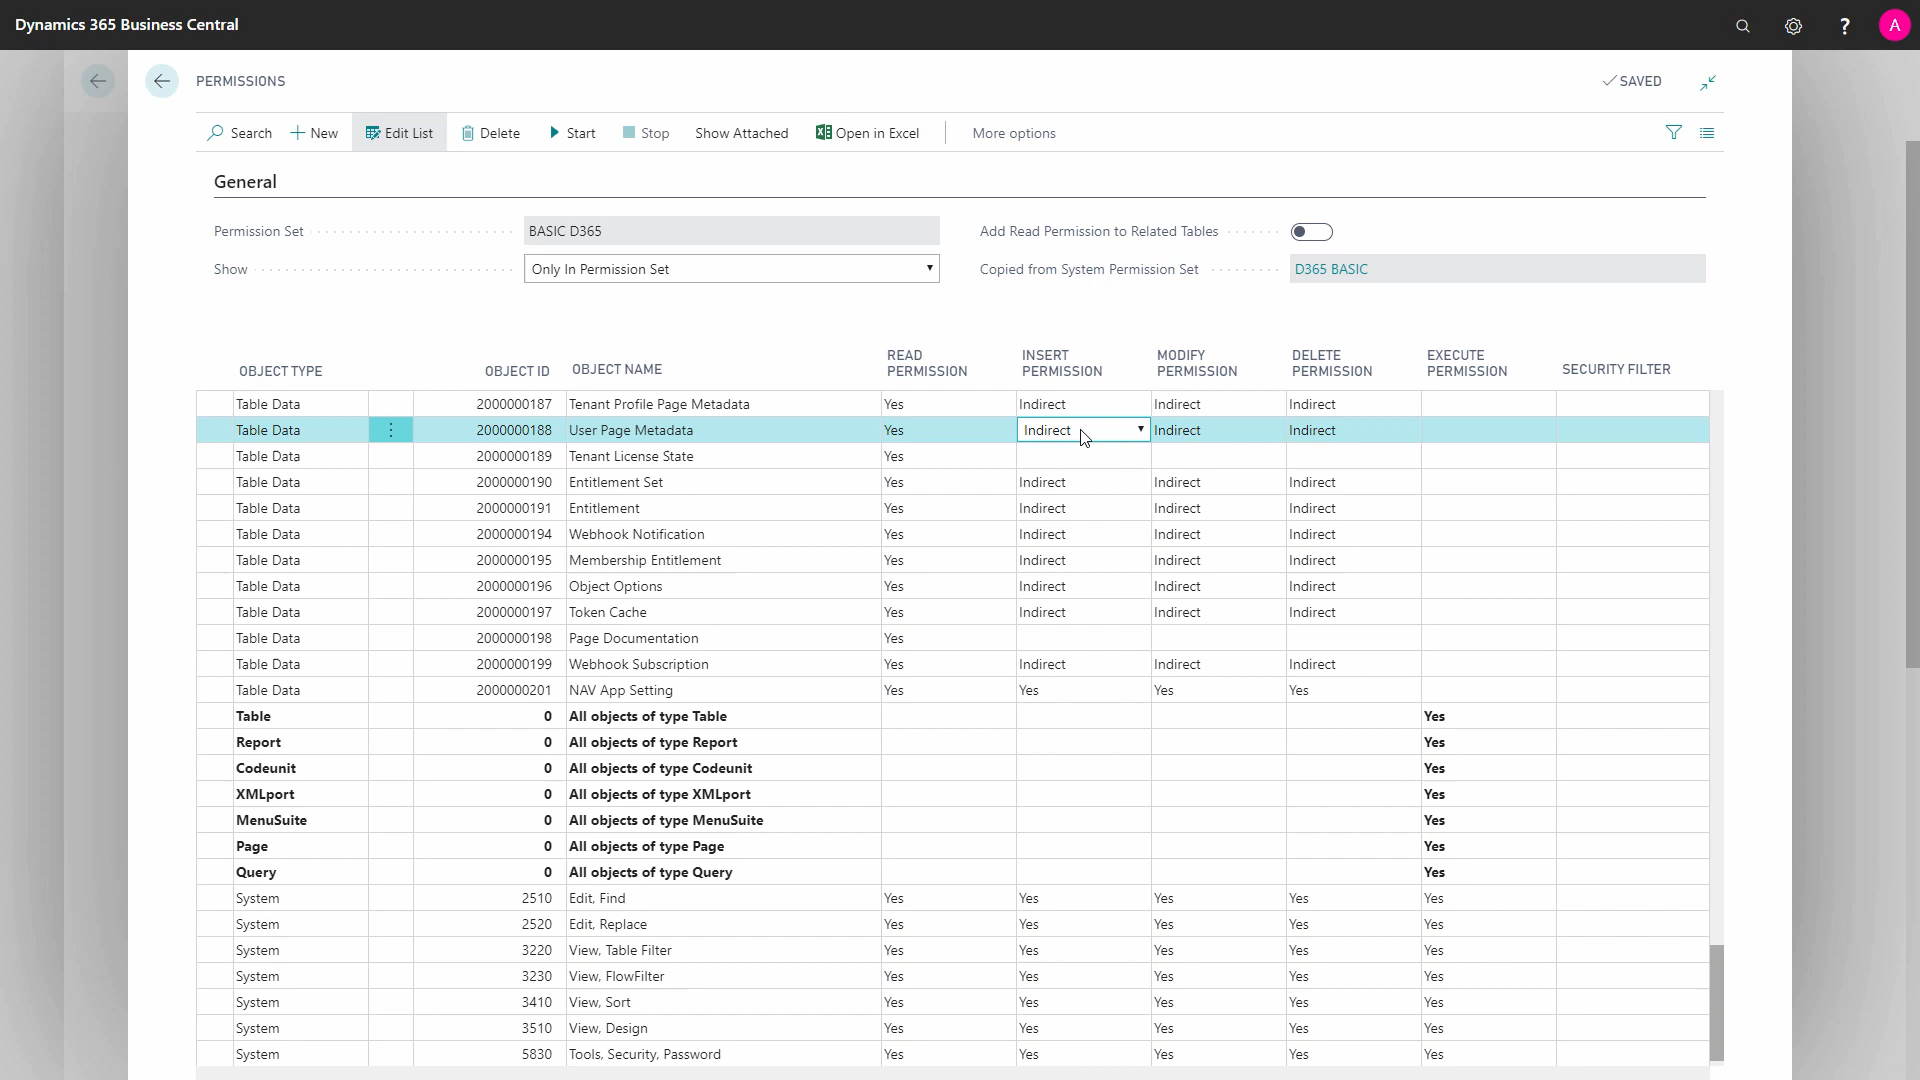 Dynamics 365 Business Central
?
A
PERMISSIONS
SAVED
Search New Edit List Delete Start Stop Show Attached Open in Excel More options
General
Permission Set BASIC D365 Add Read Permission to Related Tables
Show Only In Permission Set Copied from System Permission Set D365 BASIC
OBJECT TYPE OBJECT ID OBJECT NAME READ PERMISSION INSERT PERMISSION MODIFY PERMISSION DELETE PERMISSION EXECUTE PERMISSION SECURITY FILTER
Table Data 2000000187 Tenant Profile Page Metadata Yes Indirect Indirect Indirect
Table Data 2000000188 User Page Metadata Yes Indirect Indirect Indirect
Table Data 2000000189 Tenant License State Yes
Table Data 2000000190 Entitlement Set Yes Indirect Indirect Indirect
Table Data 2000000191 Entitlement Yes Indirect Indirect Indirect
Table Data 2000000194 Webhook Notification Yes Indirect Indirect Indirect
Table Data 2000000195 Membership Entitlement Yes Indirect Indirect Indirect
Table Data 2000000196 Object Options Yes Indirect Indirect Indirect
Table Data 2000000197 Token Cache Yes Indirect Indirect Indirect
Table Data 2000000198 Page Documentation Yes
Table Data 2000000199 Webhook Subscription Yes Indirect Indirect Indirect
Table Data 2000000201 NAV App Setting Yes Yes Yes Yes
Table 0 All objects of type Table Yes
Report 0 All objects of type Report Yes
Codeunit 0 All objects of type Codeunit Yes
XMLport 0 All objects of type XMLport Yes
MenuSuite 0 All objects of type MenuSuite Yes
Page 0 All objects of type Page Yes
Query 0 All objects of type Query Yes
System 2510 Edit, Find Yes Yes Yes Yes Yes
System 2520 Edit, Replace Yes Yes Yes Yes Yes
System 3220 View, Table Filter Yes Yes Yes Yes Yes
System 3230 View, FlowFilter Yes Yes Yes Yes Yes
System 3410 View, Sort Yes Yes Yes Yes Yes
System 3510 View, Design Yes Yes Yes Yes Yes
System 5830 Tools, Security, Password Yes Yes Yes Yes Yes